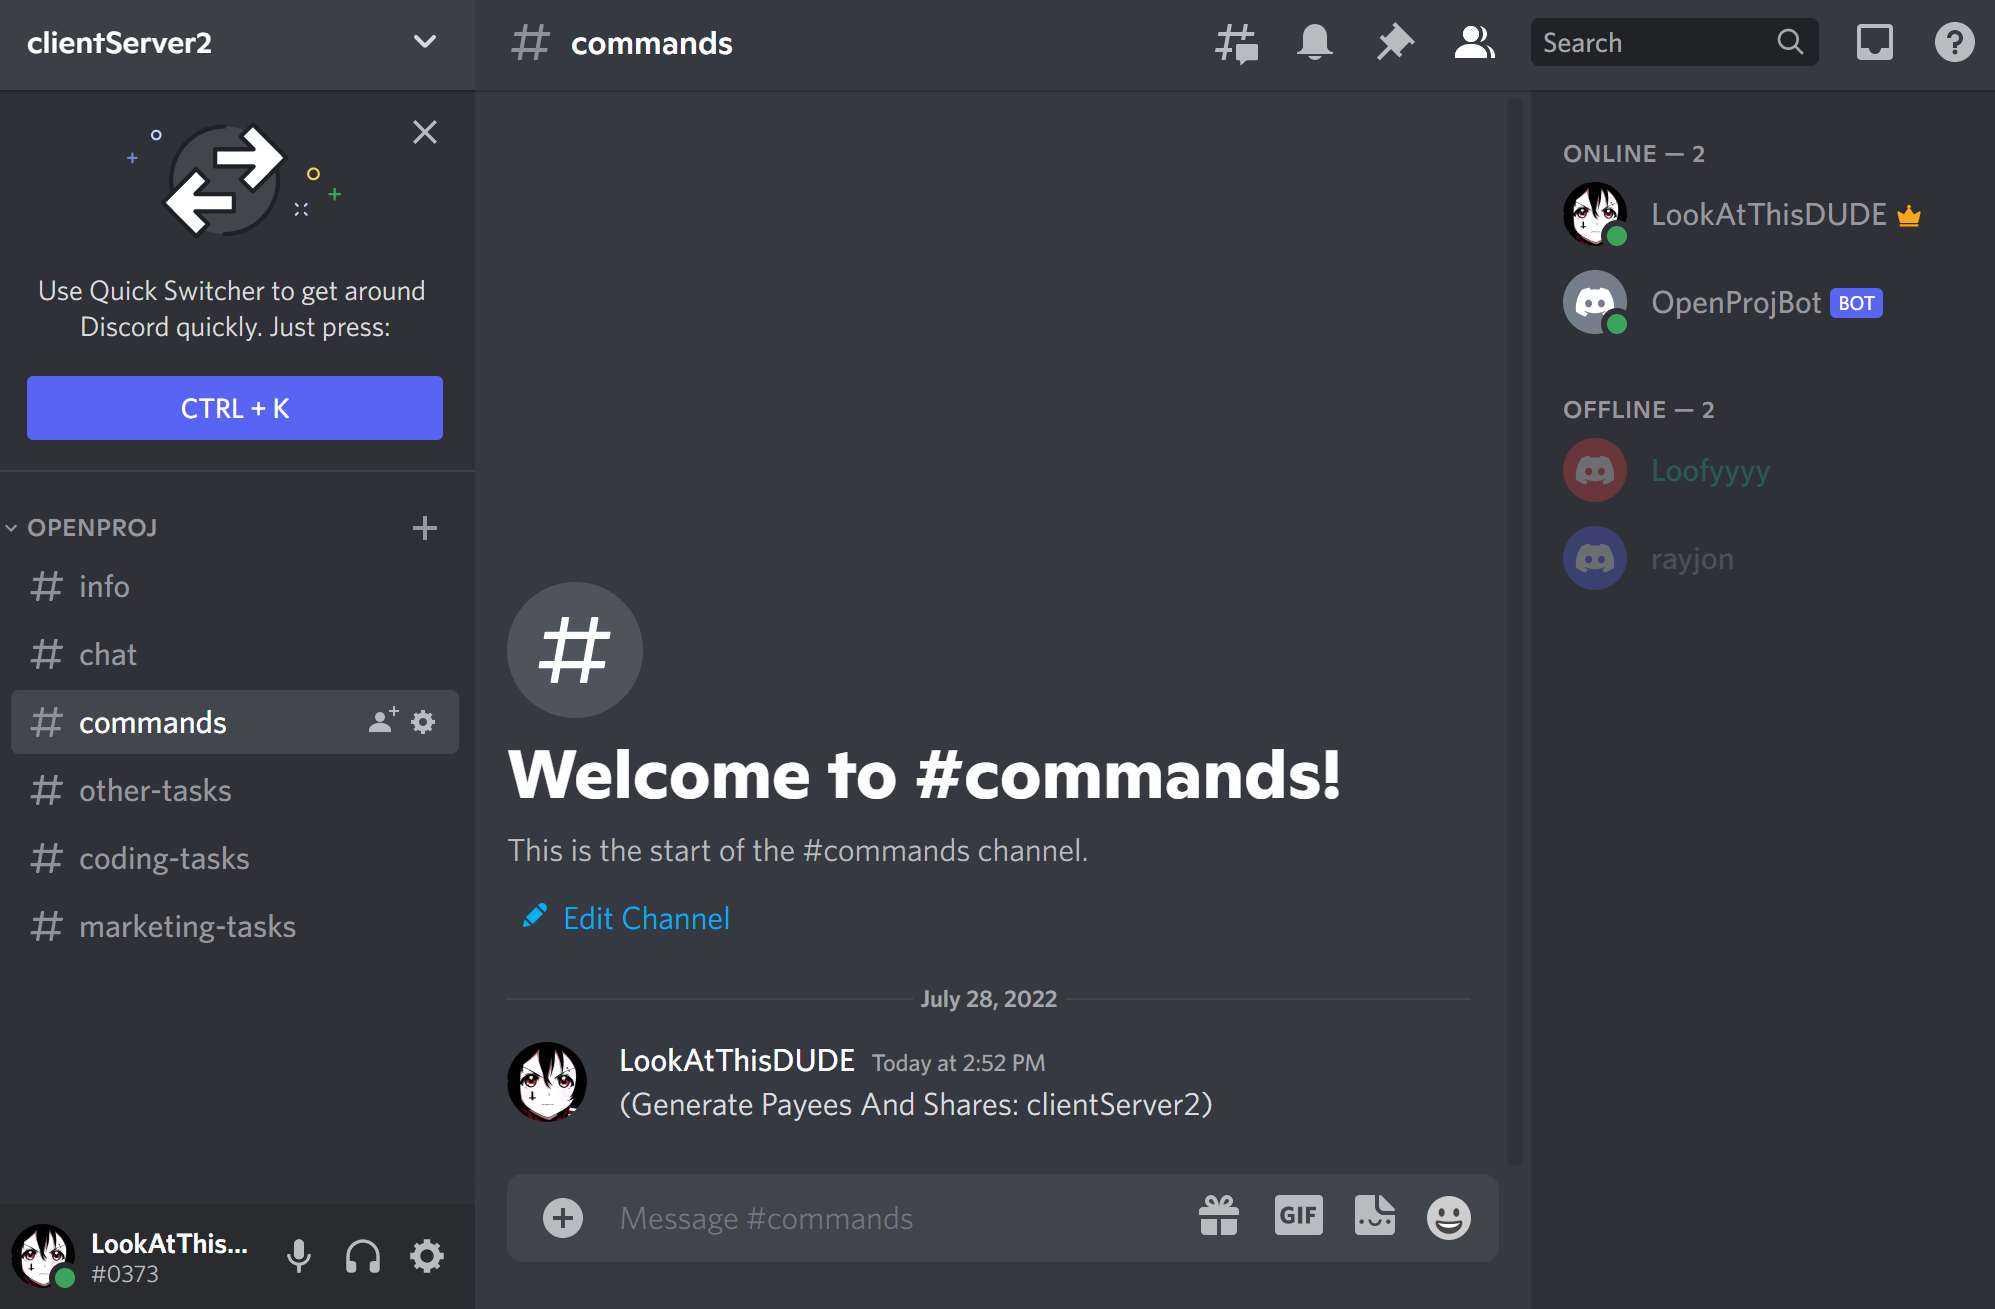 clientServer2
Use Quick Switcher to get around
Discord quickly. Just press:
CTRL + K
OPENPROJ
info
chat
commands
other-tasks
coding-tasks
marketing-tasks
LookAtThis...
#0373
commands
Search
Welcome to #commands!
This is the start of the #commands channel.
Edit Channel
July 28, 2022
LookAtThisDUDE Today at 2:52 PM
(Generate Payees And Shares: clientServer2)
Message #commands
GIF
ONLINE — 2
LookAtThisDUDE
OpenProjBot BOT
OFFLINE — 2
Loofyyyy
rayjon